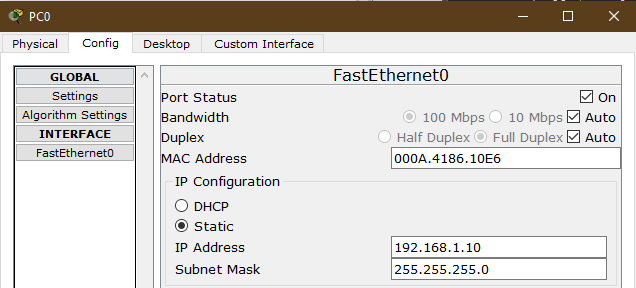 PC0
Physical Config Desktop Custom Interface
GLOBAL
Settings
Algorithm Settings
INTERFACE
FastEthernet0
FastEthernet0
Port Status On
Bandwidth 100 Mbps 10 Mbps Auto
Duplex Half Duplex Full Duplex Auto
MAC Address 000A.4186.10E6
IP Configuration
DHCP
Static
IP Address 192.168.1.10
Subnet Mask 255.255.255.0